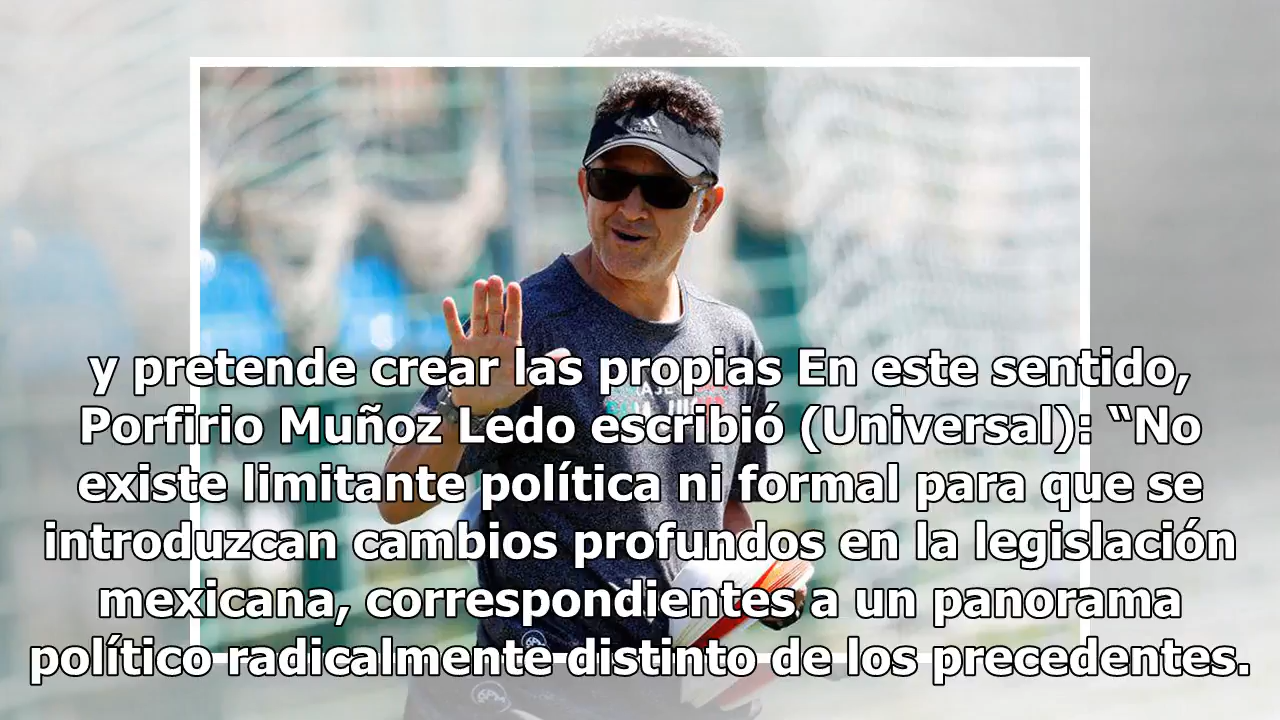 adidas
y pretende crear las propias En este sentido,
Porfirio Muñoz Ledo escribió (Universal): “No
existe limitante política ni formal para que se
introduzcan cambios profundos en la legislación
mexicana, correspondientes a un panorama
político radicalmente distinto de los precedentes.